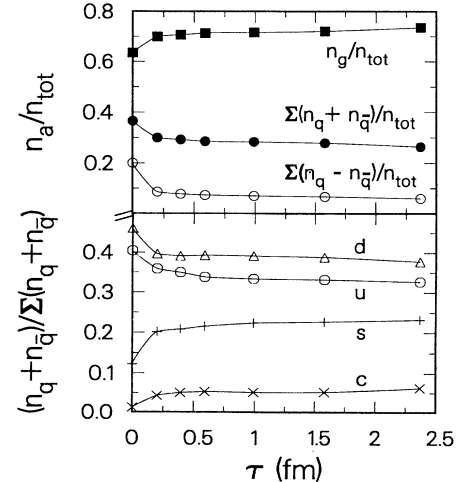 0.8
n_g/n_tot
0.6
n_a/n_tot
0.4
Σ(n_q + n_q̄)/n_tot
0.2
Σ(n_q - n_q̄)/n_tot
(n_q+n_q̄)/Σ(n_q+n_q̄)
0.4
d
0.3
u
0.2
s
0.1
c
0.0
0 0.5 1.0 1.5 2.0 2.5
τ (fm)